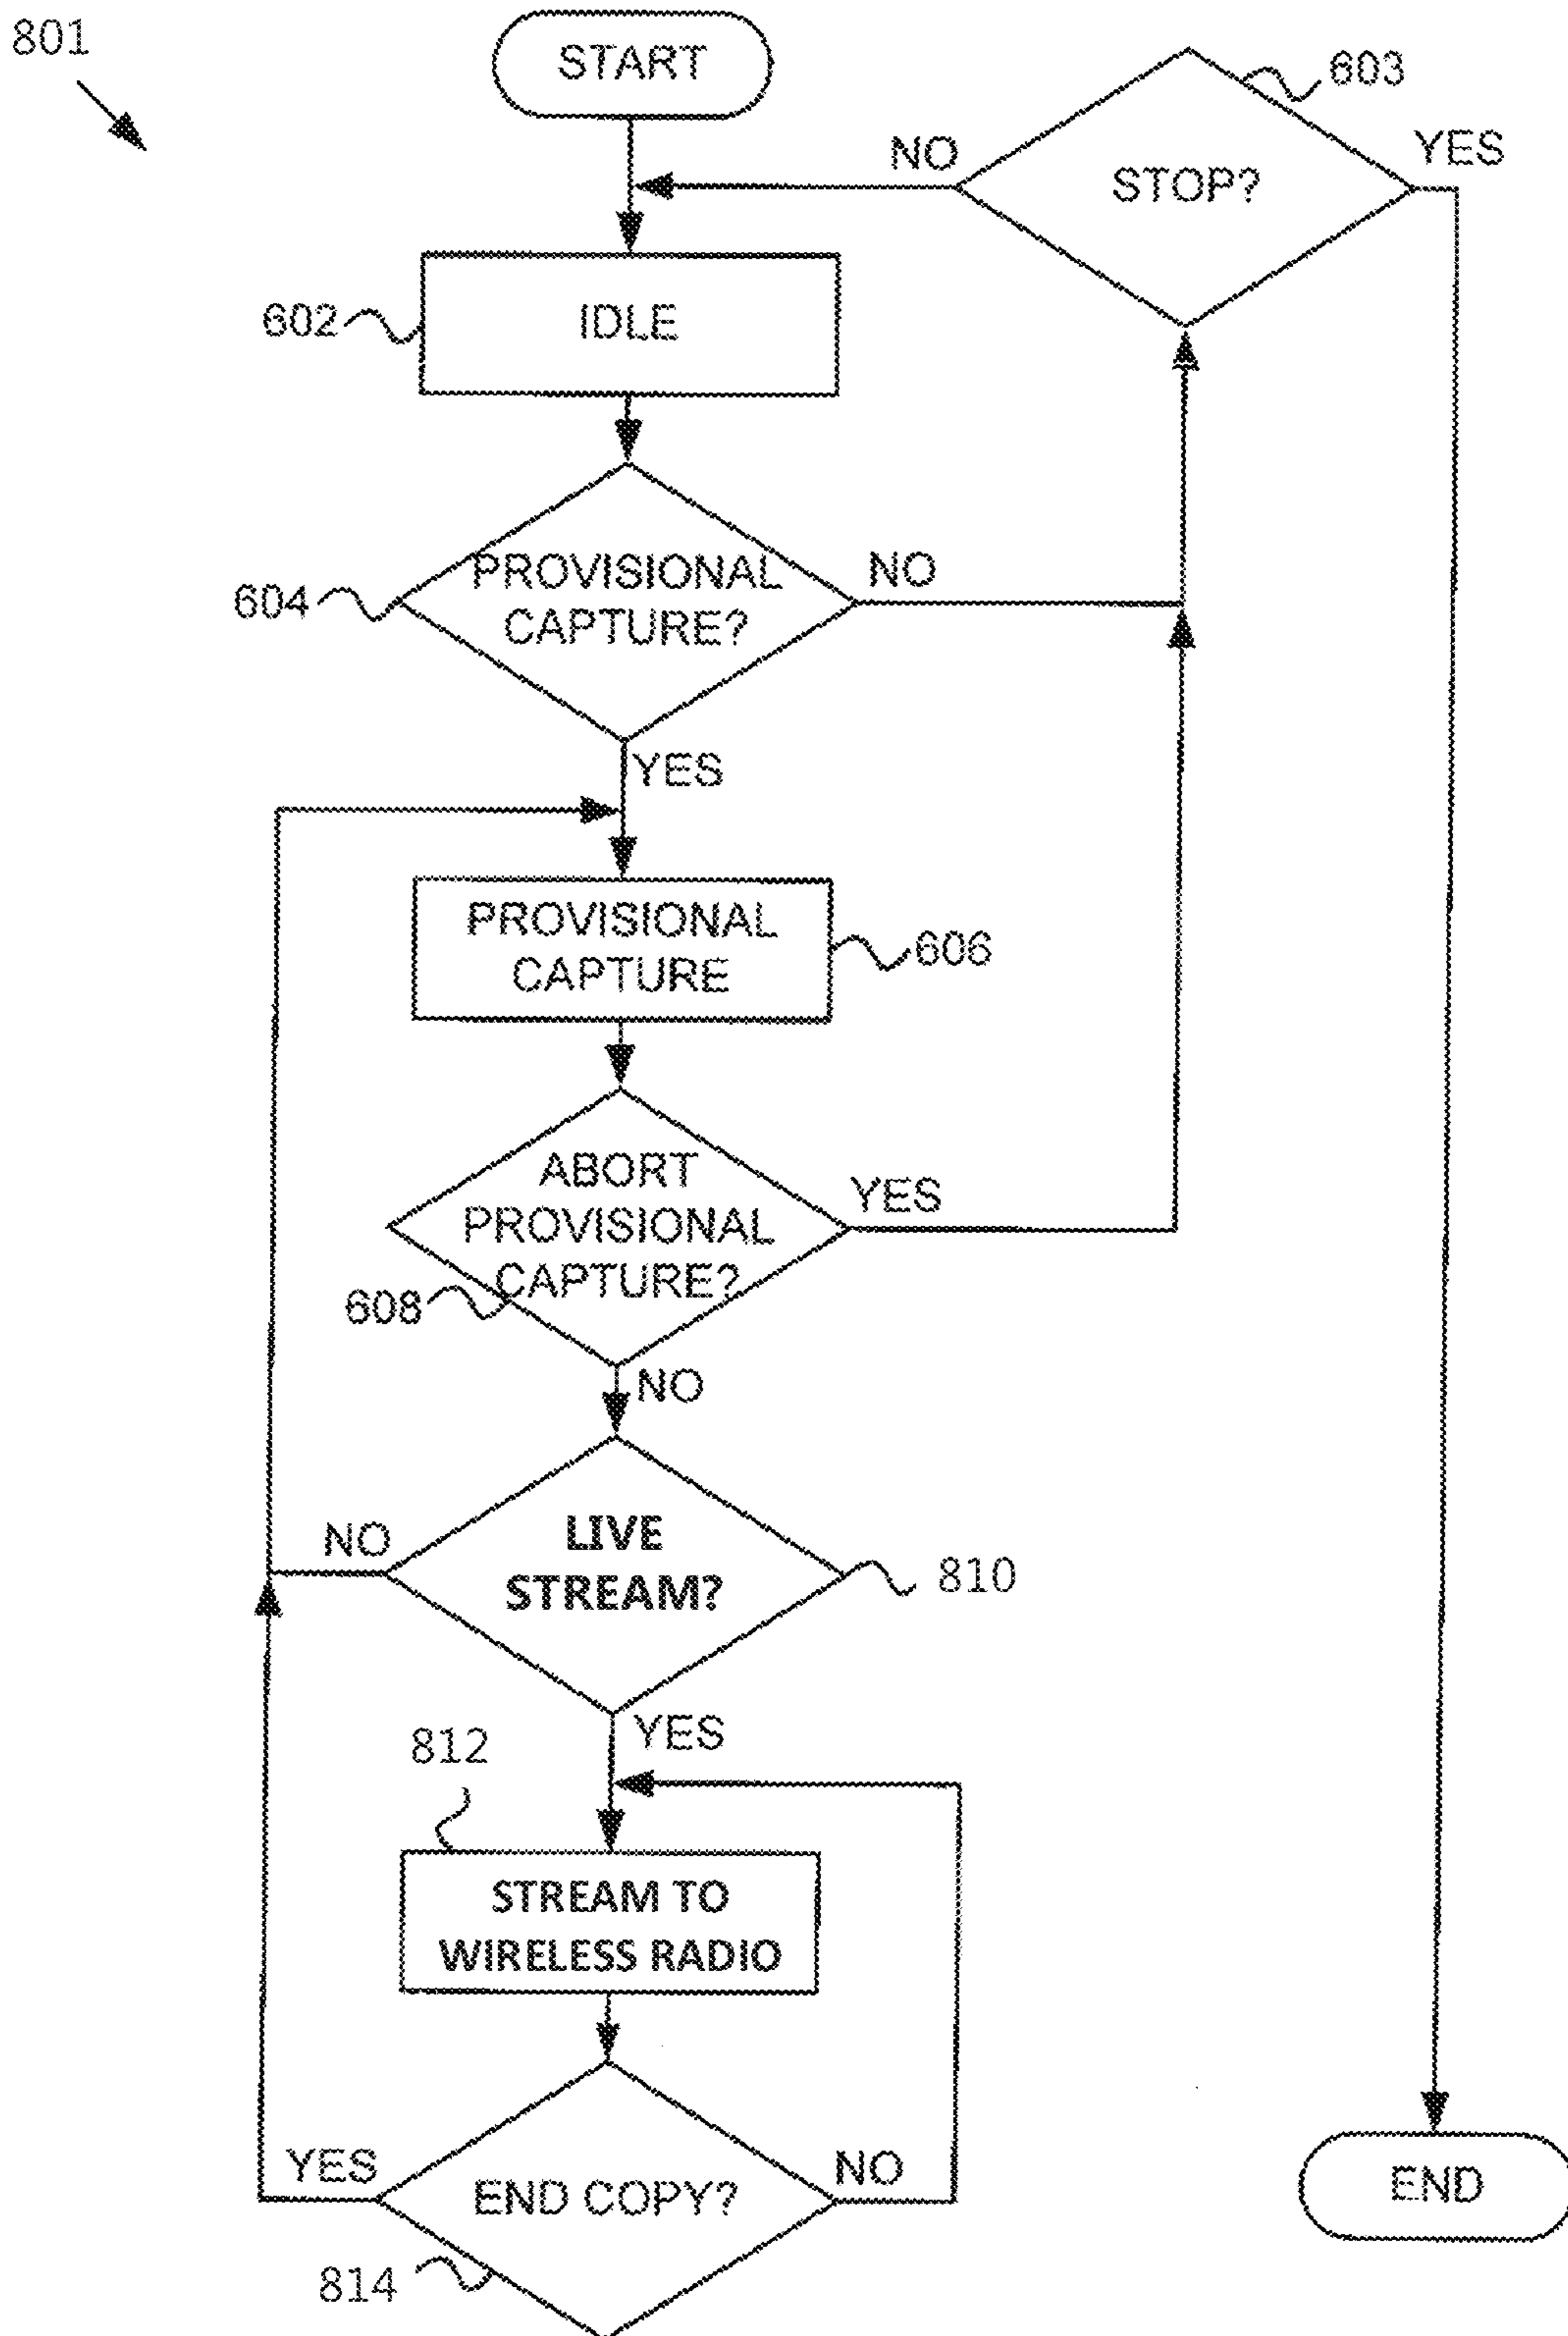 801
START
603
NO
YES
STOP?
602
IDLE
604
PROVISIONAL
CAPTURE?
NO
YES
PROVISIONAL
CAPTURE
606
ABORT
PROVISIONAL
CAPTURE?
YES
608
NO
NO
LIVE
STREAM?
810
812
YES
STREAM TO
WIRELESS RADIO
YES
END COPY?
NO
814
END